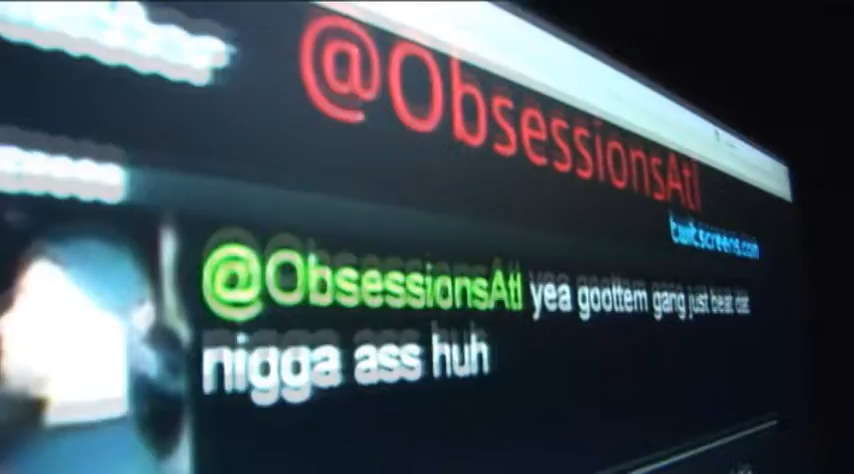 @ObsessionsAtl
twitscreens.com
@ObsessionsAtl yea goottem gang just beat dat
nigga ass huh